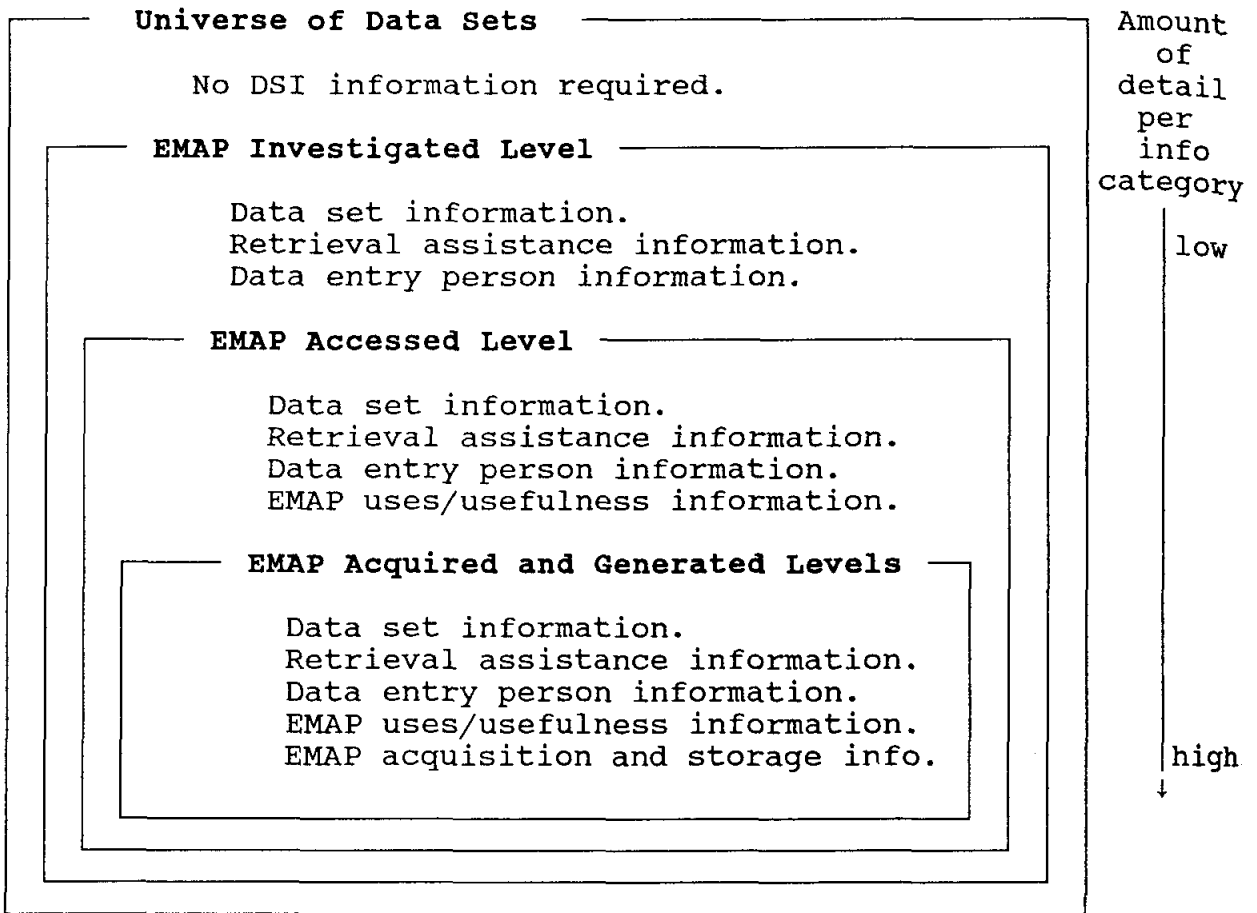 Universe of Data Sets
No DSI information required.
EMAP Investigated Level
Data set information.
Retrieval assistance information.
Data entry person information.
EMAP Accessed Level
Data set information.
Retrieval assistance information.
Data entry person information.
EMAP uses/usefulness information.
EMAP Acquired and Generated Levels
Data set information.
Retrieval assistance information.
Data entry person information.
EMAP uses/usefulness information.
EMAP acquisition and storage info.
Amount
of
detail
per
info
category
low
high